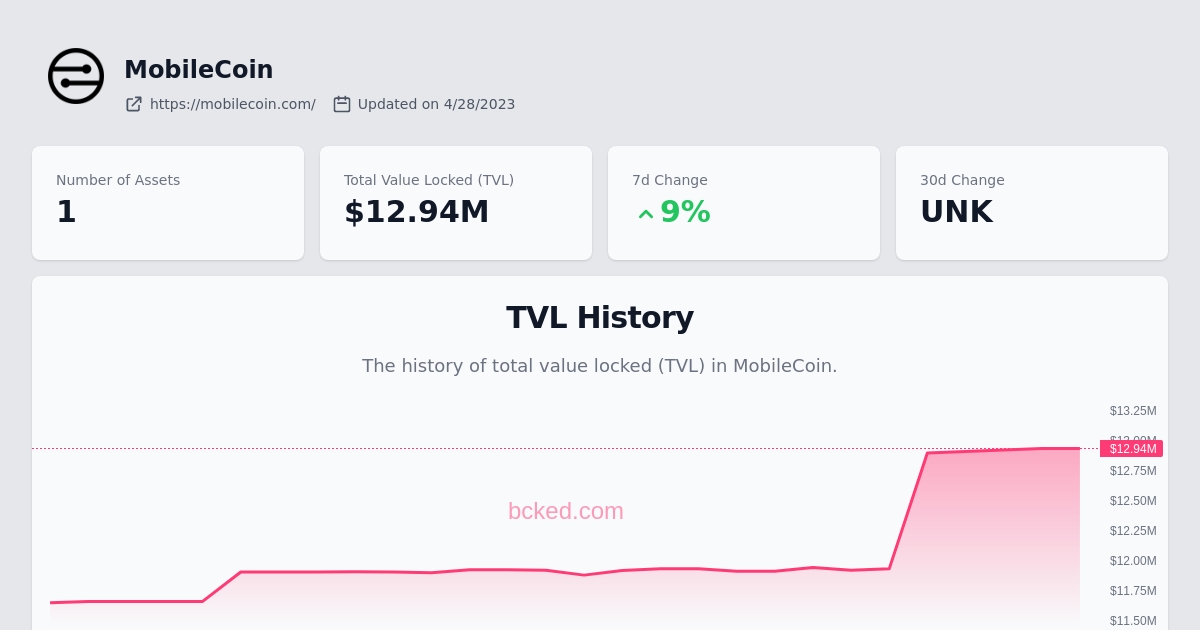 MobileCoin
https://mobilecoin.com/ Updated on 4/28/2023
Number of Assets
1
Total Value Locked (TVL)
$12.94M
7d Change
9%
30d Change
UNK
TVL History
The history of total value locked (TVL) in MobileCoin.
$13.25M
$12.94M
$12.75M
bcked.com
$12.50M
$12.25M
$12.00M
$11.75M
$11.50M